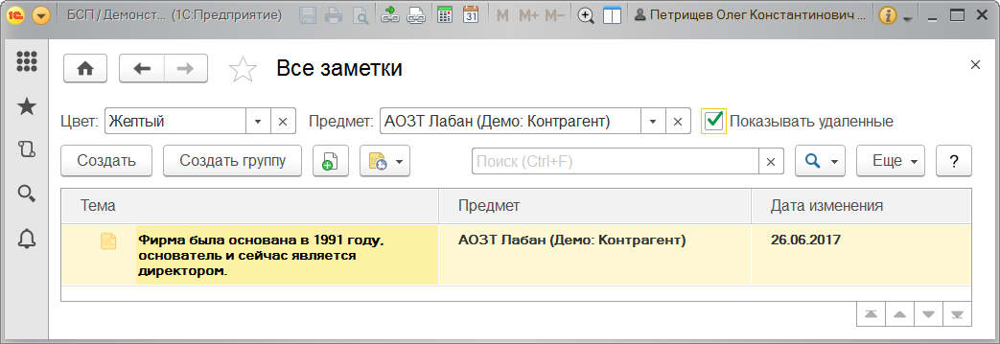 1С БСП / Демонст... (1С:Предприятие) 31 M M+ M- Петрищев Олег Константинович ... i
Все заметки
Цвет: Желтый Предмет: АОЗТ Лабан (Демо: Контрагент) Показывать удаленные
Создать Создать группу Поиск (Ctrl+F) Еще ?
Тема Предмет Дата изменения
Фирма была основана в 1991 году, АОЗТ Лабан (Демо: Контрагент) 26.06.2017
основатель и сейчас является
директором.